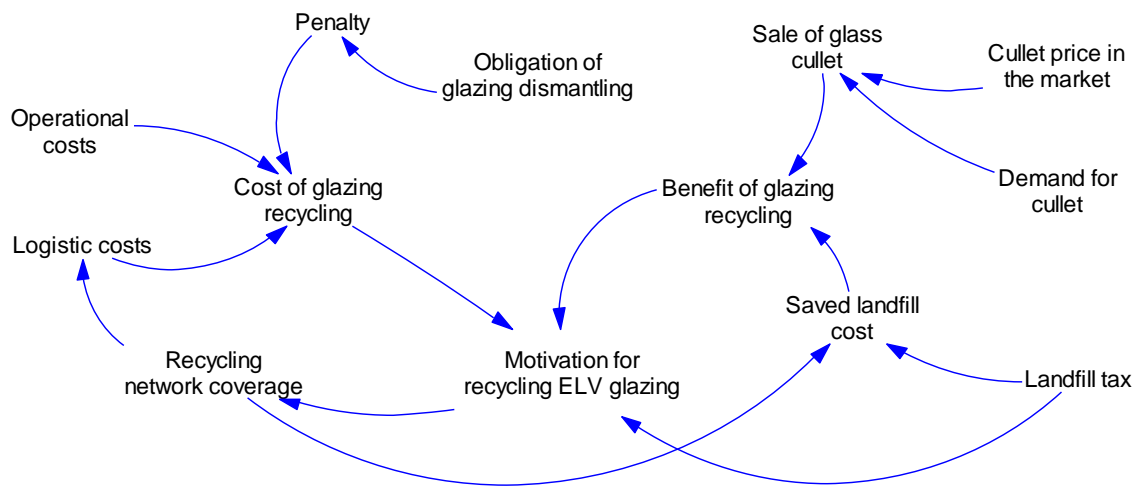 Penalty
Obligation of
glazing dismantling
Sale of glass
cullet
Cullet price in
the market
Operational
costs
Cost of glazing
recycling
Benefit of glazing
recycling
Demand for
cullet
Logistic costs
Saved landfill
cost
Recycling
network coverage
Motivation for
recycling ELV glazing
Landfill tax